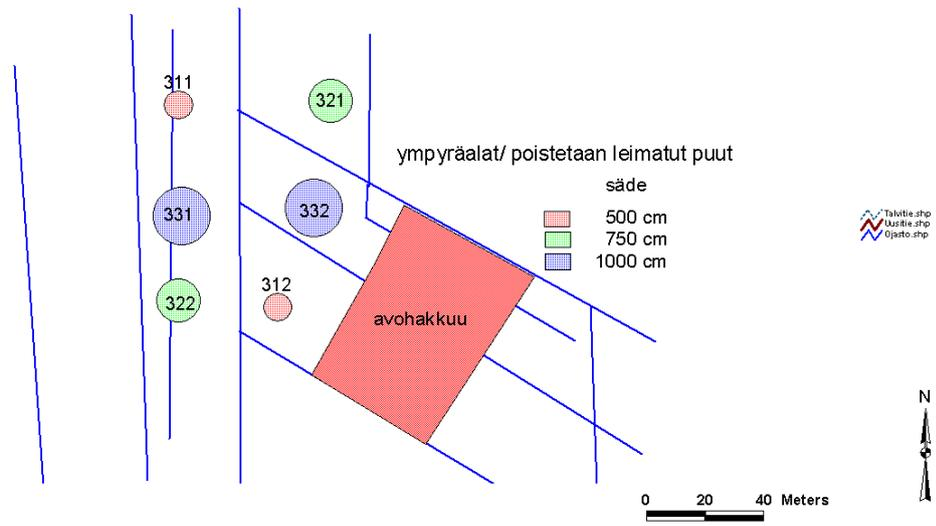 311
321
ympyräalat/ poistetaan leimatut puut
säde
331
332
500 cm
750 cm
1000 cm
Talvitie.shp
Uusitie.shp
Ojasto.shp
322
312
avohakkuu
N
0 20 40 Meters